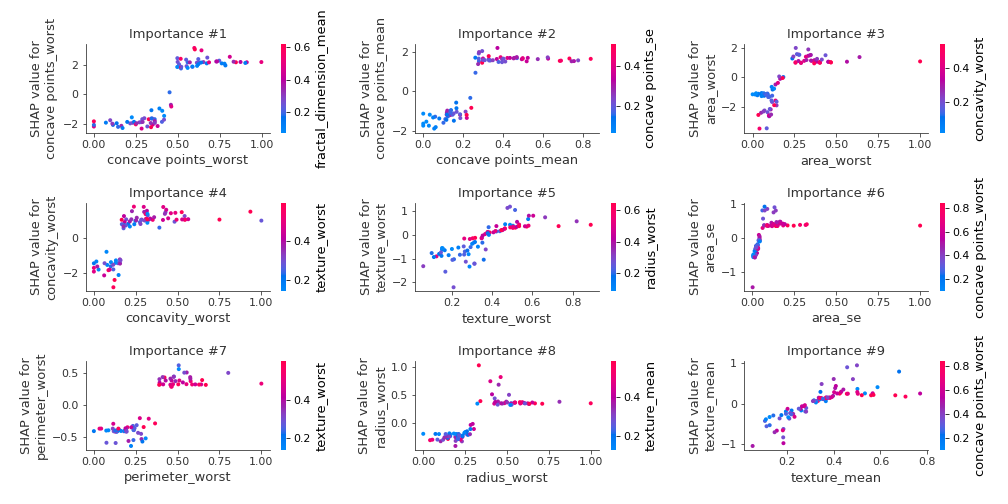 Importance #1
SHAP value for
concave points_worst
2
0
−2
0.00
0.25
0.50
0.75
1.00
concave points_worst
0.6
0.4
0.2
fractal_dimension_mean
Importance #2
SHAP value for
concave points_mean
2
0
−2
0.0
0.2
0.4
0.6
0.8
concave points_mean
0.4
0.2
concave points_se
Importance #3
SHAP value for
area_worst
2
0
−2
0.00
0.25
0.50
0.75
1.00
area_worst
0.4
0.2
concavity_worst
Importance #4
SHAP value for
concavity_worst
0
−2
0.00
0.25
0.50
0.75
1.00
concavity_worst
0.4
0.2
texture_worst
Importance #5
SHAP value for
texture_worst
1
0
−1
−2
0.2
0.4
0.6
0.8
texture_worst
0.6
0.4
0.2
radius_worst
Importance #6
SHAP value for
area_se
1
0
−1
0.00
0.25
0.50
0.75
1.00
area_se
0.8
0.6
0.4
0.2
concave points_worst
Importance #7
SHAP value for
perimeter_worst
0.5
0.0
−0.5
0.00
0.25
0.50
0.75
1.00
perimeter_worst
0.4
0.2
texture_worst
Importance #8
SHAP value for
radius_worst
1.0
0.5
0.0
0.00
0.25
0.50
0.75
1.00
radius_worst
0.4
0.2
texture_mean
Importance #9
SHAP value for
texture_mean
1
0
−1
0.2
0.4
0.6
0.8
texture_mean
0.8
0.6
0.4
0.2
concave points_worst